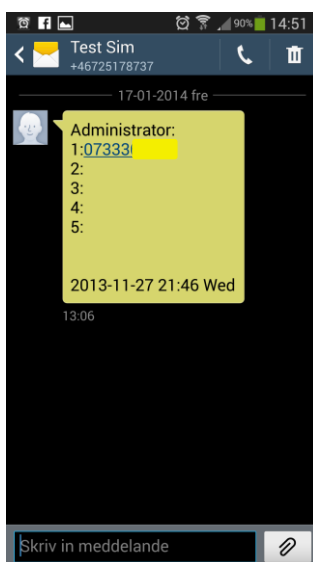 90% 14:51
Test Sim
+46725178737
17-01-2014 fre
Administrator:
1:07333
2:
3:
4:
5:
2013-11-27 21:46 Wed
13:06
Skriv in meddelande